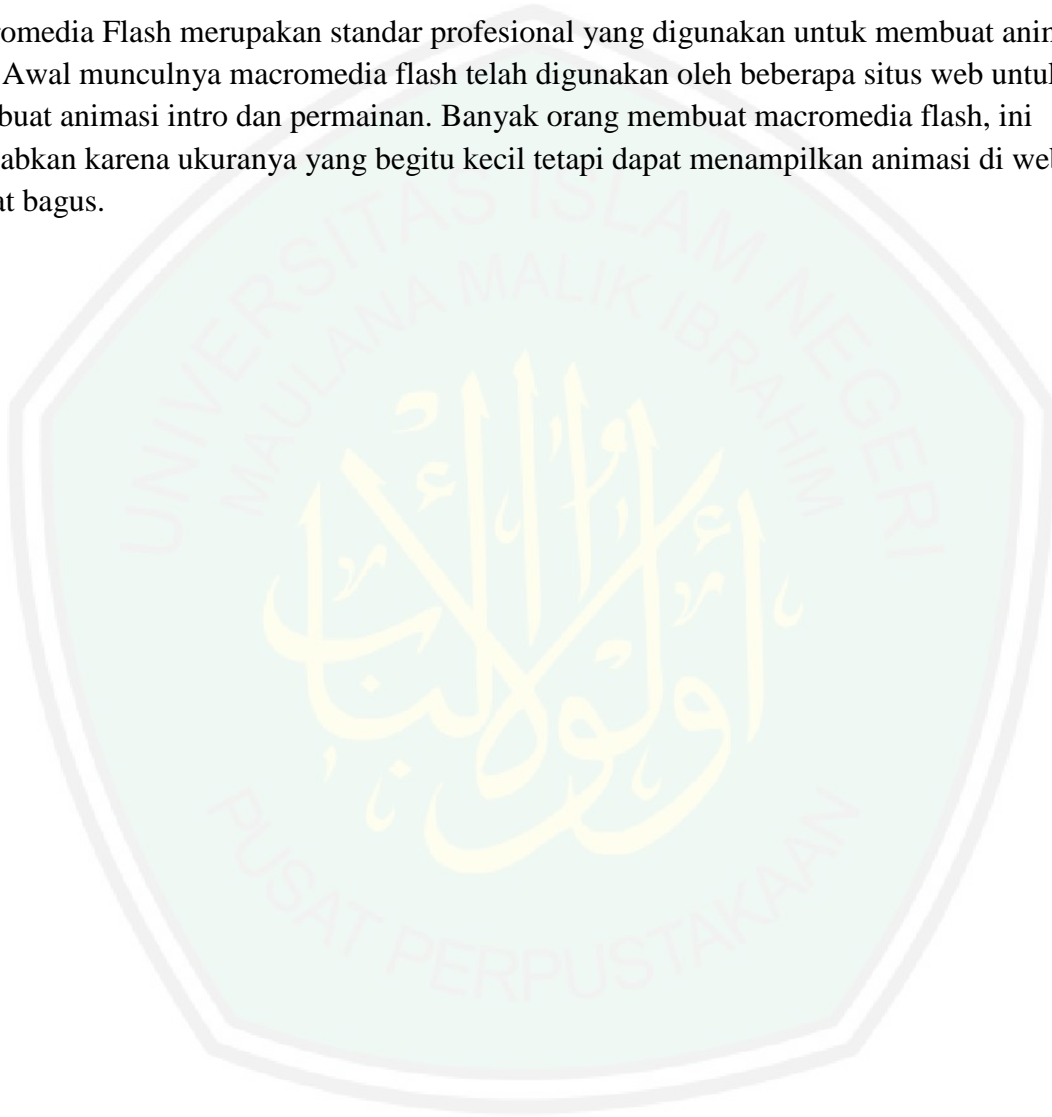 romedia Flash merupakan standar profesional yang digunakan untuk membuat anim
Awal munculnya macromedia flash telah digunakan oleh beberapa situs web untuk
buat animasi intro dan permainan. Banyak orang membuat macromedia flash, ini
abkan karena ukuranya yang begitu kecil tetapi dapat menampilkan animasi di web
at bagus.
UNIVERSITAS ISLAM NEGERI
MAULANA MALIK IBRAHIM
PUSAT PERPUSTAKAAN